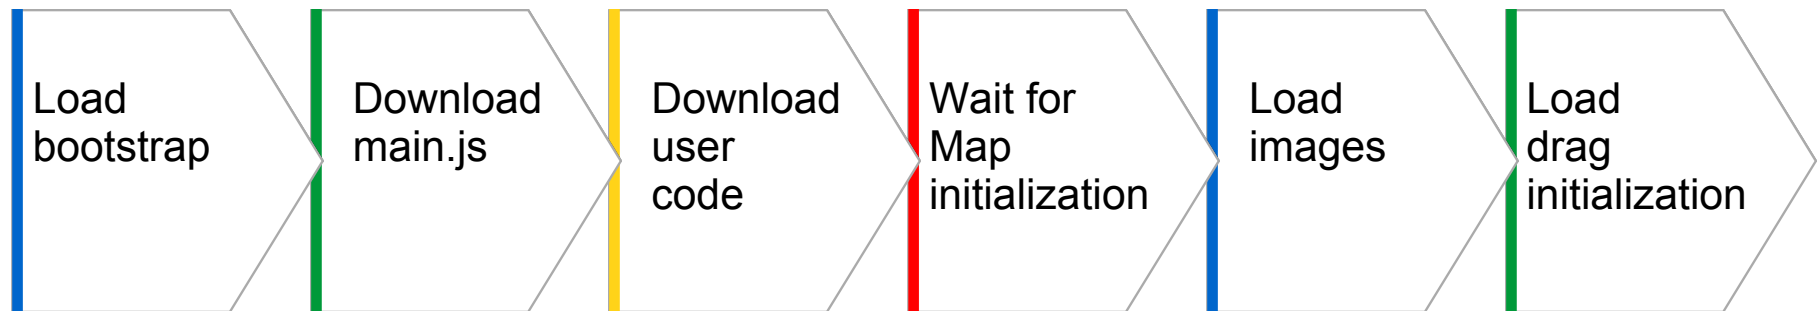 Load
bootstrap
Download
main.js
Download
user
code
Wait for
Map
initialization
Load
images
Load
drag
initialization